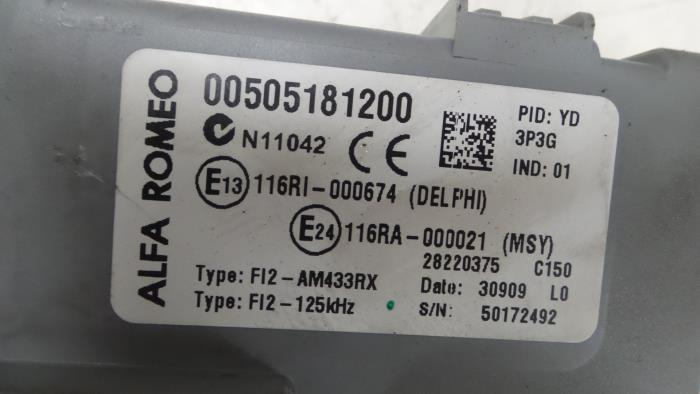 ALFA ROMEO
00505181200
PID: YD
3P3G
IND: 01
N11042 CE
E13 116RI-000674 (DELPHI)
E24 116RA-000021 (MSY)
28220375 C150
Type: FI2-AM433RX
Date: 30909 L0
Type: FI2-125kHz
S/N: 50172492